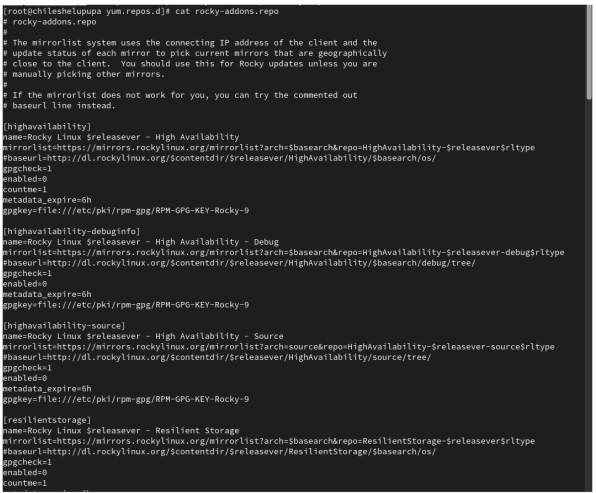 [root@chileshelupupa yum.repos.d]# cat rocky-addons.repo
# rocky-addons.repo
#
# The mirrorlist system uses the connecting IP address of the client and the
# update status of each mirror to pick current mirrors that are geographically
# close to the client.  You should use this for Rocky updates unless you are
# manually picking other mirrors.
#
# If the mirrorlist does not work for you, you can try the commented out
# baseurl line instead.

[highavailability]
name=Rocky Linux $releasever - High Availability
mirrorlist=https://mirrors.rockylinux.org/mirrorlist?arch=$basearch&repo=HighAvailability-$releasever$rltype
#baseurl=http://dl.rockylinux.org/$contentdir/$releasever/HighAvailability/$basearch/os/
gpgcheck=1
enabled=0
countme=1
metadata_expire=6h
gpgkey=file:///etc/pki/rpm-gpg/RPM-GPG-KEY-Rocky-9

[highavailability-debuginfo]
name=Rocky Linux $releasever - High Availability - Debug
mirrorlist=https://mirrors.rockylinux.org/mirrorlist?arch=$basearch&repo=HighAvailability-$releasever-debug$rltype
#baseurl=http://dl.rockylinux.org/$contentdir/$releasever/HighAvailability/$basearch/debug/tree/
gpgcheck=1
enabled=0
metadata_expire=6h
gpgkey=file:///etc/pki/rpm-gpg/RPM-GPG-KEY-Rocky-9

[highavailability-source]
name=Rocky Linux $releasever - High Availability - Source
mirrorlist=https://mirrors.rockylinux.org/mirrorlist?arch=source&repo=HighAvailability-$releasever-source$rltype
#baseurl=http://dl.rockylinux.org/$contentdir/$releasever/HighAvailability/source/tree/
gpgcheck=1
enabled=0
metadata_expire=6h
gpgkey=file:///etc/pki/rpm-gpg/RPM-GPG-KEY-Rocky-9

[resilientstorage]
name=Rocky Linux $releasever - Resilient Storage
mirrorlist=https://mirrors.rockylinux.org/mirrorlist?arch=$basearch&repo=ResilientStorage-$releasever$rltype
#baseurl=http://dl.rockylinux.org/$contentdir/$releasever/ResilientStorage/$basearch/os/
gpgcheck=1
enabled=0
countme=1